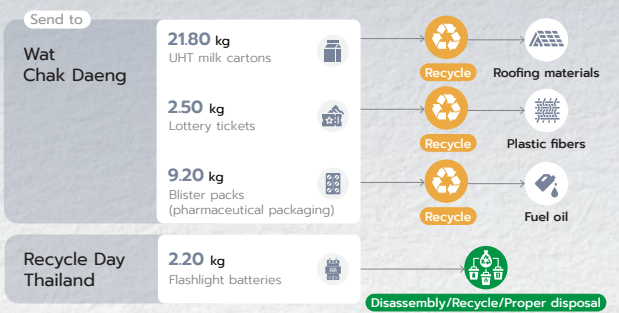 Send to
Wat
Chak Daeng
21.80 kg
UHT milk cartons
Recycle
Roofing materials
2.50 kg
Lottery tickets
Recycle
Plastic fibers
9.20 kg
Blister packs
(pharmaceutical packaging)
Recycle
Fuel oil
Recycle Day
Thailand
2.20 kg
Flashlight batteries
Disassembly/Recycle/Proper disposal